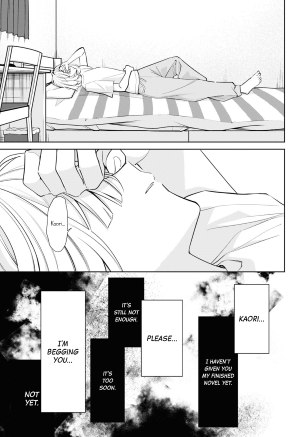 Kaori...
KAORI...
I HAVEN'T
GIVEN YOU
MY FINISHED
NOVEL YET.
PLEASE...
IT'S
STILL NOT
ENOUGH.
IT'S
TOO
SOON.
I'M
BEGGING
YOU...
NOT
YET.